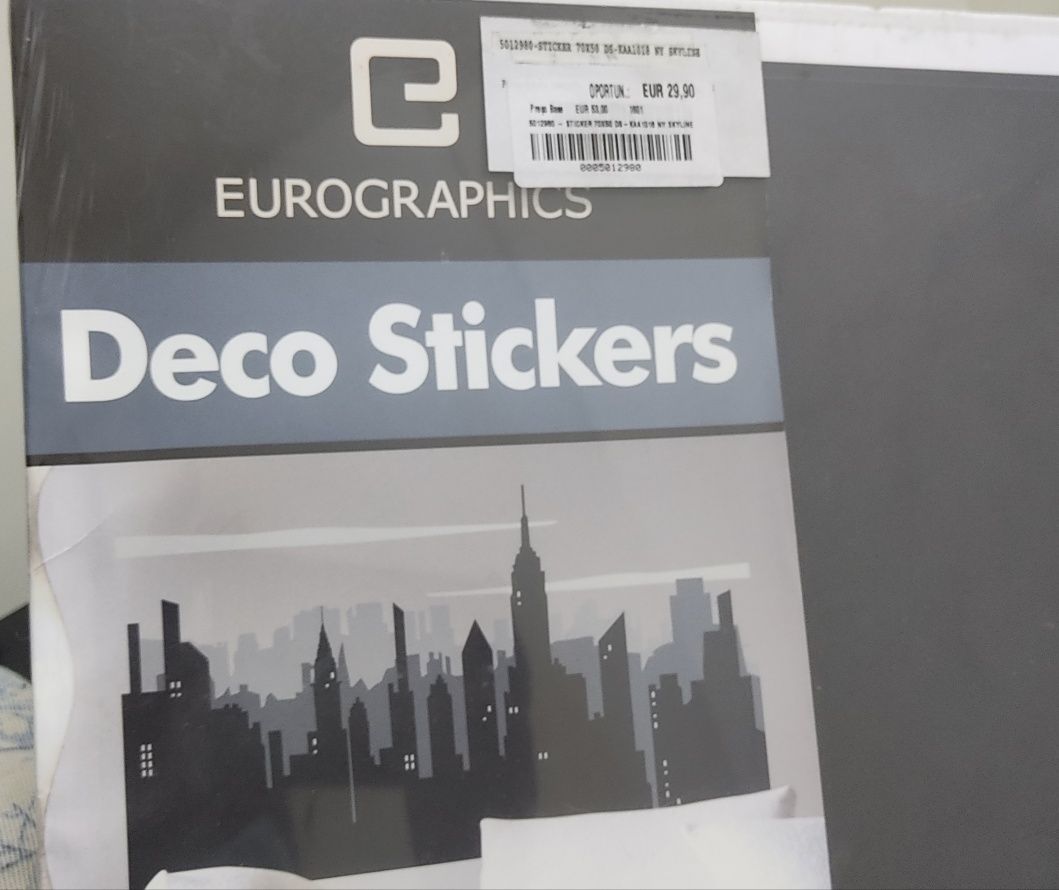 5012980-STICKER 70X50 DS-KAA1018 NY SKYLINE
OPORTUN.: EUR 29,90
EUR 53,00 1601
5012980 - STICKER 70X50 DS - KAA1018 NY SKYLINE
0005012980
EUROGRAPHICS
Deco Stickers